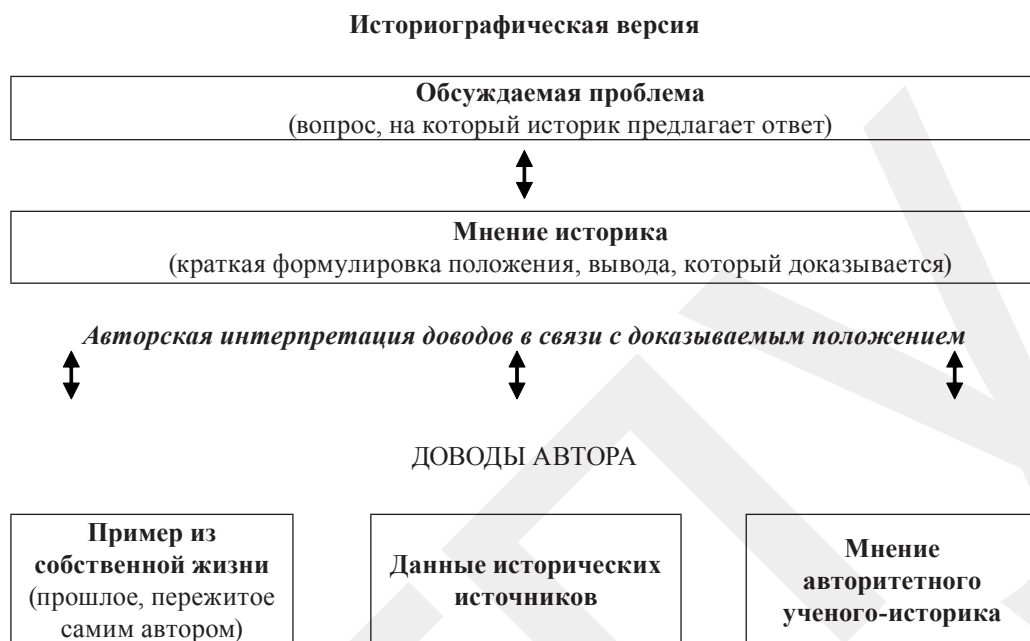 Историографическая версия
Обсуждаемая проблема
(вопрос, на который историк предлагает ответ)
Мнение историка
(краткая формулировка положения, вывода, который доказывается)
Авторская интерпретация доводов в связи с доказываемым положением
ДОВОДЫ АВТОРА
Пример из
собственной жизни
(прошлое, пережитое
самим автором)
Данные исторических
источников
Мнение
авторитетного
ученого-историка